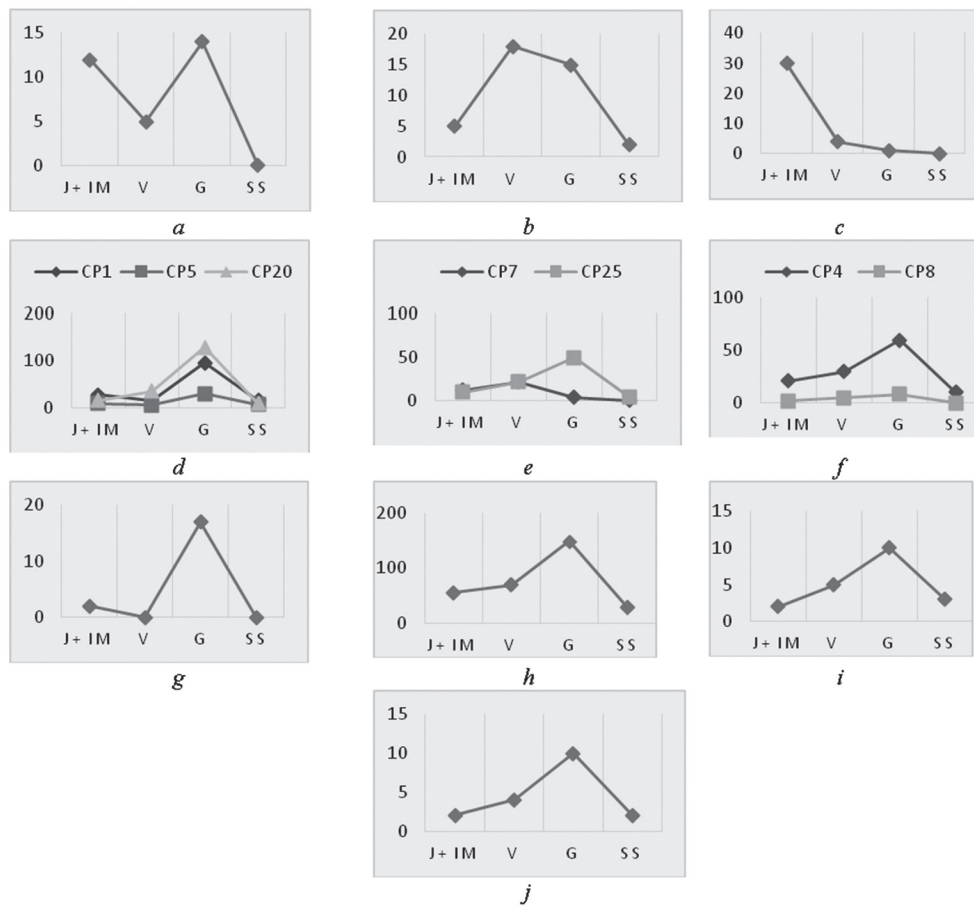 15
10
5
0
J+ IM V G SS
a
20
15
10
5
0
J+ IM V G SS
b
40
30
20
10
0
J+ IM V G SS
c
CP1 CP5 CP20
200
100
0
J+ IM V G SS
d
CP7 CP25
100
50
0
J+ IM V G SS
e
CP4 CP8
100
50
0
J+ IM V G SS
f
20
10
0
J+ IM V G SS
g
200
100
0
J+ IM V G SS
h
15
10
5
0
J+ IM V G SS
i
15
10
5
0
J+ IM V G SS
j